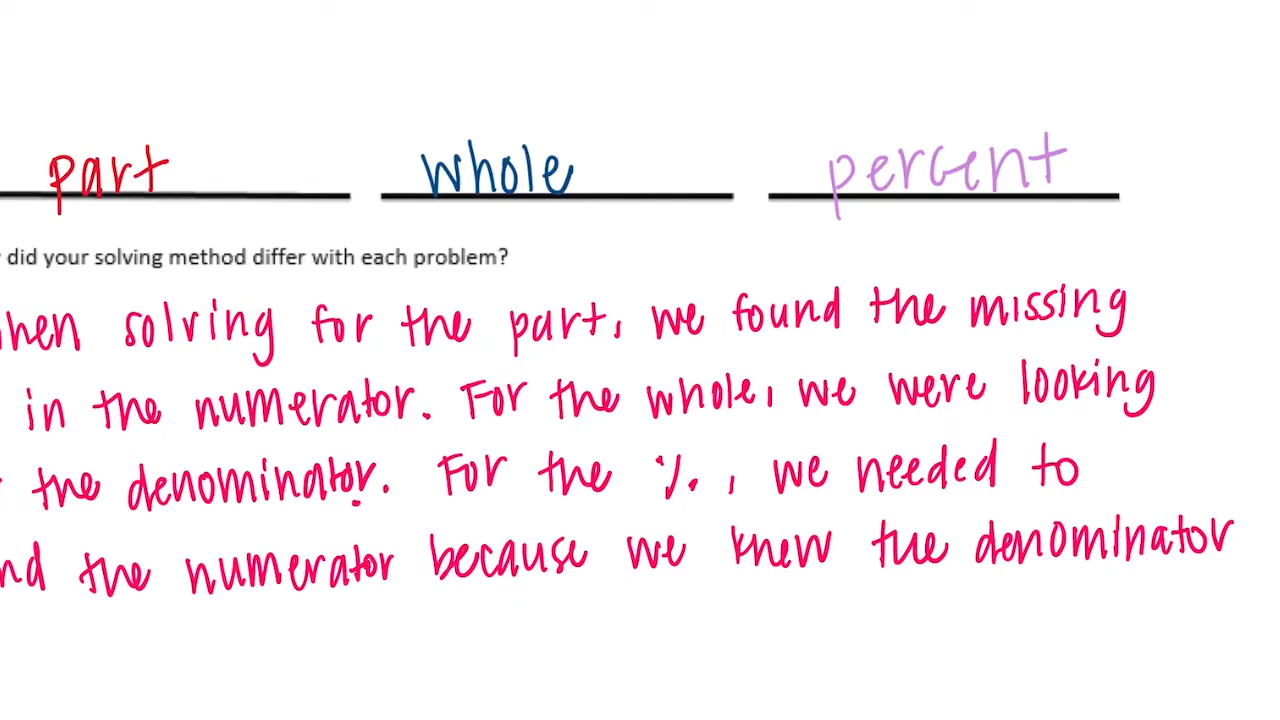 part whole percent
did your solving method differ with each problem?
solving for the part, we found the missing
in the numerator. For the whole, we were looking
the denominator. For the %, we needed to
the numerator because we knew the denominator